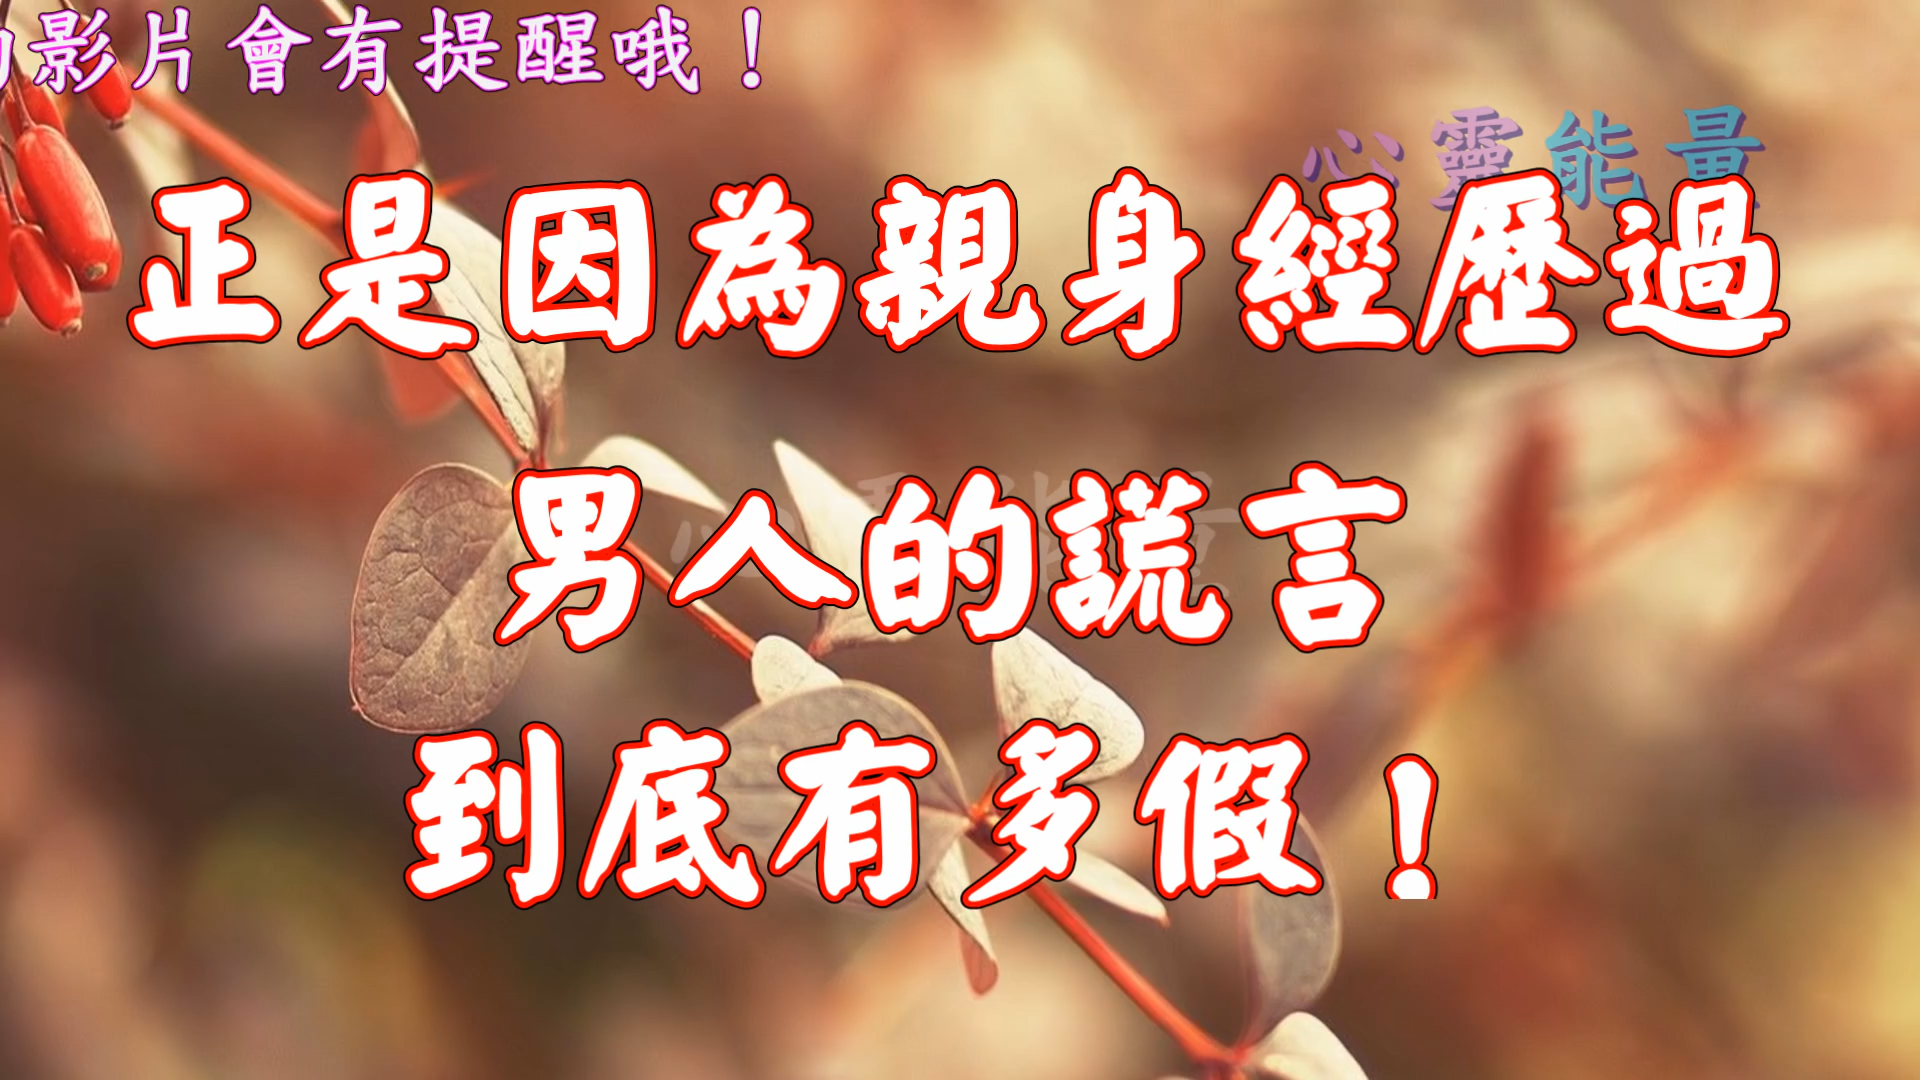 影片會有提醒哦！
心靈能量
正是因為親身經歷過
男人的謊言
到底有多假！